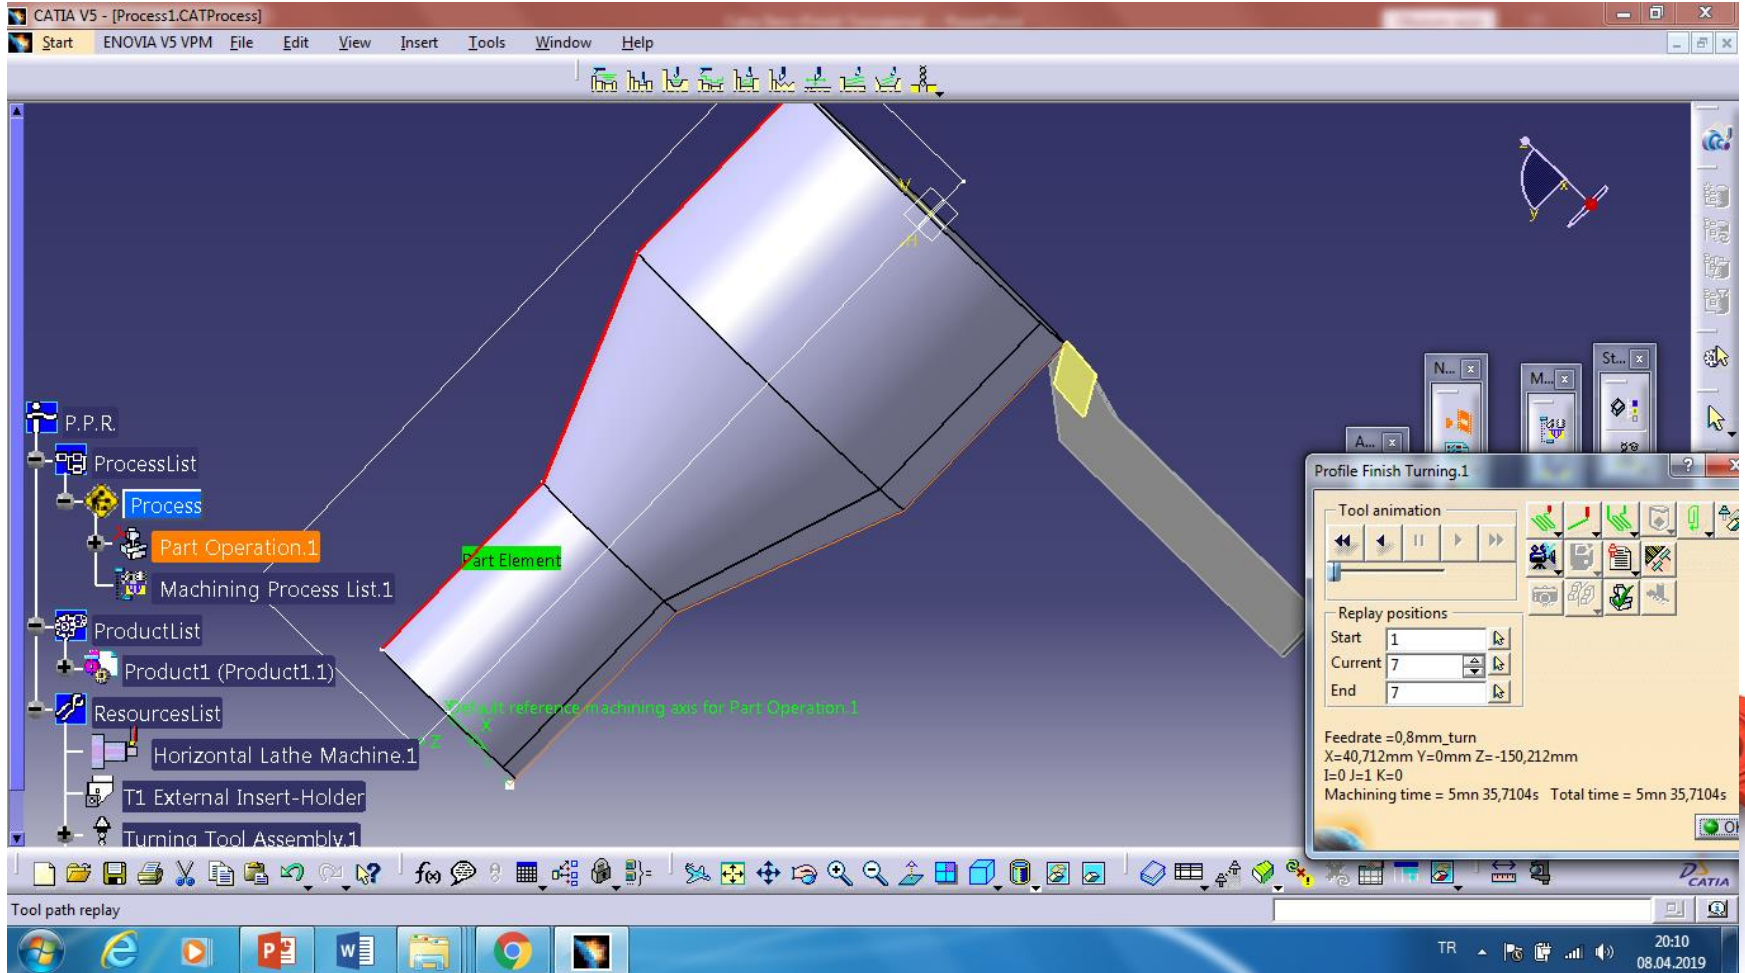 CATIA V5 - [Process1.CATProcess]
Start ENOVIA V5 VPM File Edit View Insert Tools Window Help
z
x
y
V
H
N...
M...
St...
A...
P.P.R.
ProcessList
Process
Part Operation.1
Machining Process List.1
ProductList
Product1 (Product1.1)
ResourcesList
Horizontal Lathe Machine.1
T1 External Insert-Holder
Turning Tool Assembly.1
Part Element
Default reference machining axis for Part Operation.1
X
Z
Profile Finish Turning.1
Tool animation
Replay positions
Start 1
Current 7
End 7
Feedrate =0,8mm_turn
X=40,712mm Y=0mm Z=-150,212mm
I=0 J=1 K=0
Machining time = 5mn 35,7104s Total time = 5mn 35,7104s
OK
f(x)
CATIA
Tool path replay
TR
20:10
08.04.2019